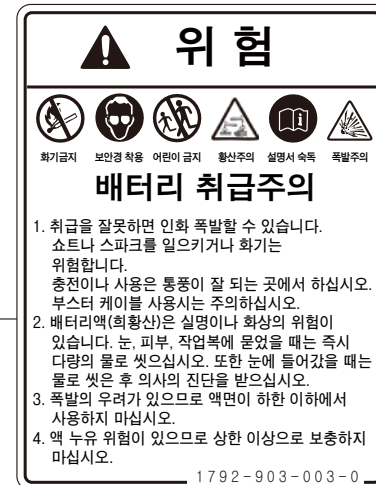 위 험
화기금지 보안경 착용 어린이 금지 황산주의 설명서 숙독 폭발주의
배터리 취급주의
1. 취급을 잘못하면 인화 폭발할 수 있습니다.
쇼트나 스파크를 일으키거나 화기는
위험합니다.
충전이나 사용은 통풍이 잘 되는 곳에서 하십시오.
부스터 케이블 사용시는 주의하십시오.
2. 배터리액(희황산)은 실명이나 화상의 위험이
있습니다. 눈, 피부, 작업복에 묻었을 때는 즉시
다량의 물로 씻으십시오. 또한 눈에 들어갔을 때는
물로 씻은 후 의사의 진단을 받으십시오.
3. 폭발의 우려가 있으므로 액면이 하한 이하에서
사용하지 마십시오.
4. 액 누유 위험이 있으므로 상한 이상으로 보충하지
마십시오.
1792-903-003-0